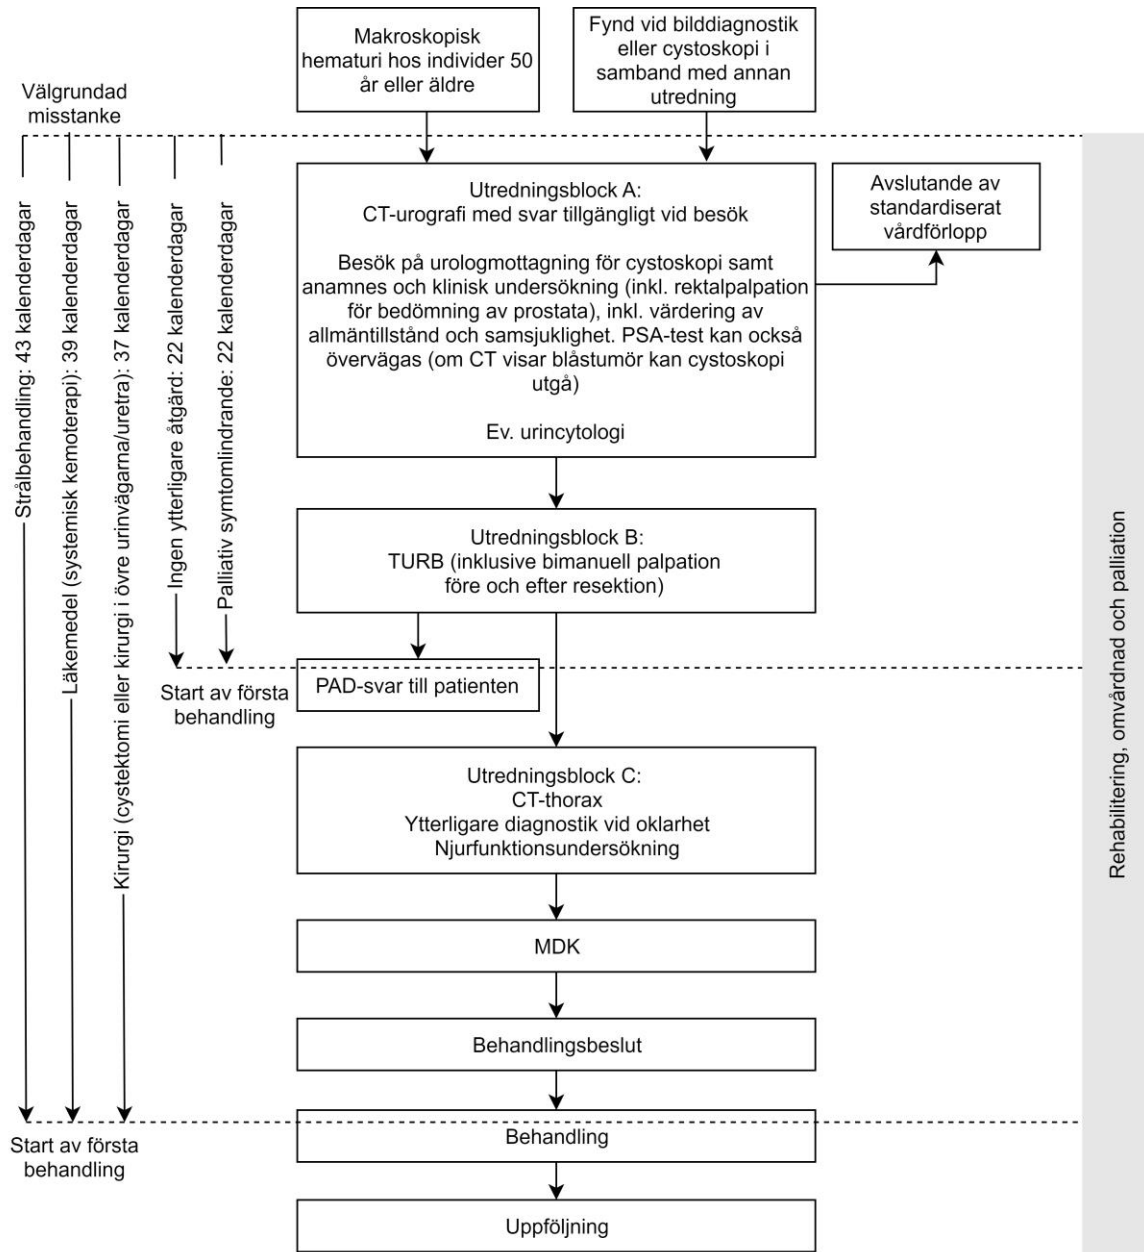 Makroskopisk
hematuri hos individer 50
år eller äldre
Fynd vid bilddiagnostik
eller cystoskopi i
samband med annan
utredning
Välgrundad
misstanke
Strålbehandling: 43 kalenderdagar
Läkemedel (systemisk kemoterapi): 39 kalenderdagar
Kirurgi (cystektomi eller kirurgi i övre urinvägarna/uretra): 37 kalenderdagar
Ingen ytterligare åtgärd: 22 kalenderdagar
Palliativ symtomlindrande: 22 kalenderdagar
Utredningsblock A:
CT-urografi med svar tillgängligt vid besök
Besök på urologmottagning för cystoskopi samt
anamnes och klinisk undersökning (inkl. rektalpalpation
för bedömning av prostata), inkl. värdering av
allmäntillstånd och samsjuklighet. PSA-test kan också
övervägas (om CT visar blåstumör kan cystoskopi
utgå)
Ev. urincytologi
Avslutande av
standardiserat
vårdförlopp
Utredningsblock B:
TURB (inklusive bimanuell palpation
före och efter resektion)
PAD-svar till patienten
Start av första
behandling
Utredningsblock C:
CT-thorax
Ytterligare diagnostik vid oklarhet
Njurfunktionsundersökning
MDK
Behandlingsbeslut
Behandling
Start av första
behandling
Uppföljning
Rehabilitering, omvårdnad och palliation